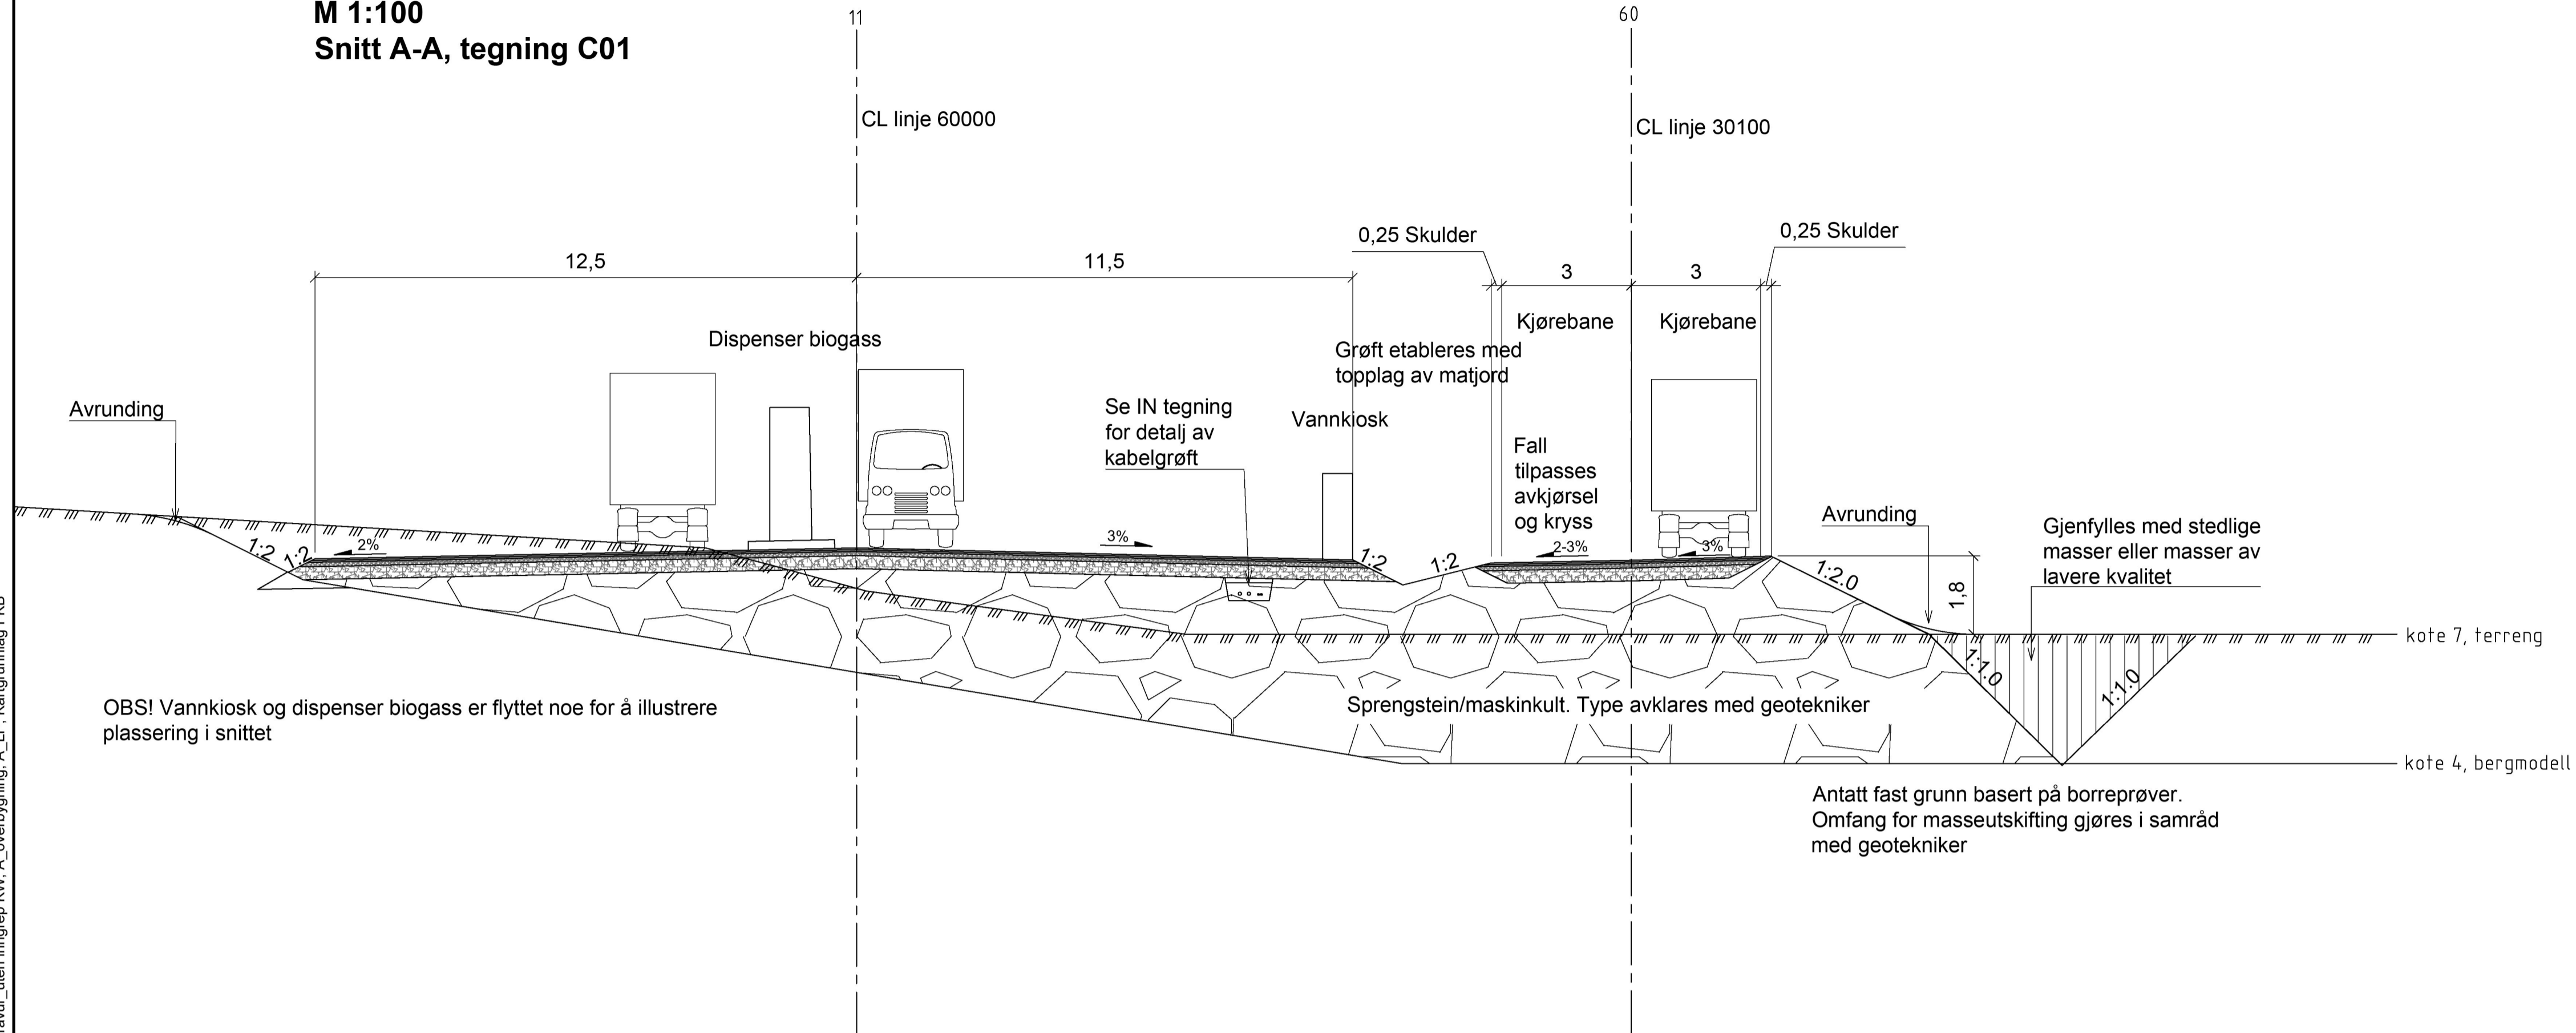 M 1:100
Snitt A-A, tegning C01
11
60
CL linje 60000
CL linje 30100
0,25 Skulder
0,25 Skulder
12,5
11,5
3
3
Kjørebane
Kjørebane
Dispenser biogass
Grøft etableres med
topplag av matjord
Avrunding
Se IN tegning
for detalj av
kabelgrøft
Vannkiosk
Fall
tilpasses
avkjørsel
og kryss
Avrunding
Gjenfylles med stedlige
masser eller masser av
lavere kvalitet
1:2
1:2
2%
3%
1:2
1:2
2-3%
3%
1:2.0
1,8
kote 7, terreng
1:1.0
1:1.0
OBS! Vannkiosk og dispenser biogass er flyttet noe for å illustrere
plassering i snittet
Sprengstein/maskinkult. Type avklares med geotekniker
kote 4, bergmodell
Antatt fast grunn basert på borreprøver.
Omfang for masseutskifting gjøres i samråd
med geotekniker